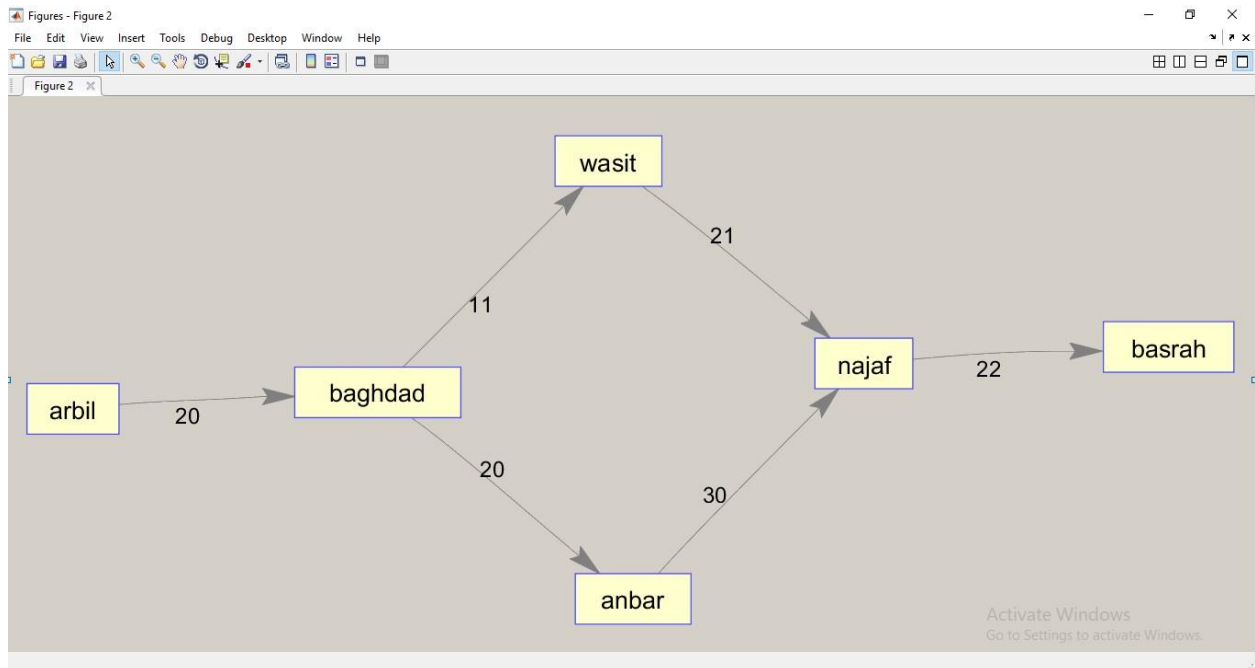 Figures - Figure 2
File Edit View Insert Tools Debug Desktop Window Help
Figure 2
wasit
21
11
basrah
najaf
22
baghdad
arbil
20
20
30
anbar
Activate Windows
Go to Settings to activate Windows.